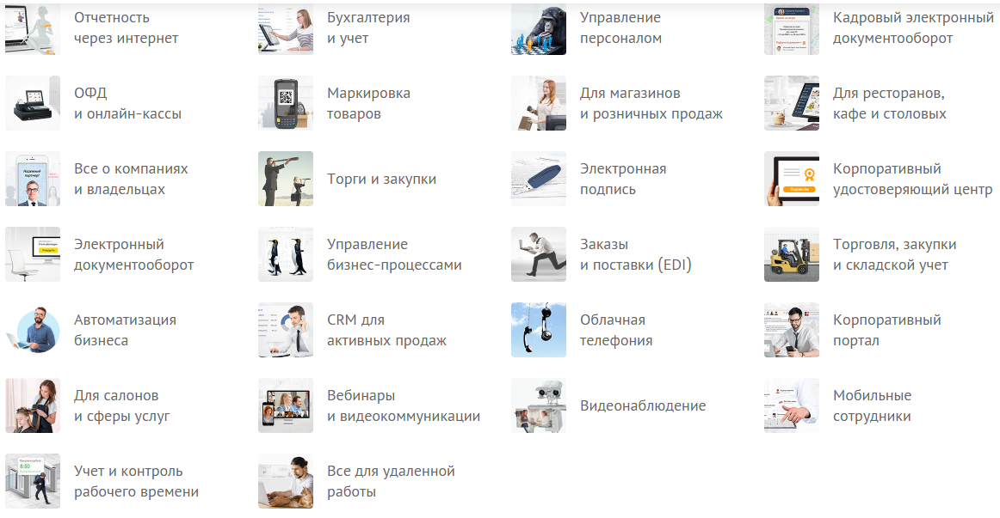 Отчетность
через интернет
Бухгалтерия
и учет
Управление
персоналом
Кадровый электронный
документооборот
ОФД
и онлайн-кассы
Маркировка
товаров
Для магазинов
и розничных продаж
Для ресторанов,
кафе и столовых
Все о компаниях
и владельцах
Торги и закупки
Электронная
подпись
Корпоративный
удостоверяющий центр
Электронный
документооборот
Управление
бизнес-процессами
Заказы
и поставки (EDI)
Торговля, закупки
и складской учет
Автоматизация
бизнеса
CRM для
активных продаж
Облачная
телефония
Корпоративный
портал
Для салонов
и сферы услуг
Вебинары
и видеокоммуникации
Видеонаблюдение
Мобильные
сотрудники
Учет и контроль
рабочего времени
8:50
Все для удаленной
работы